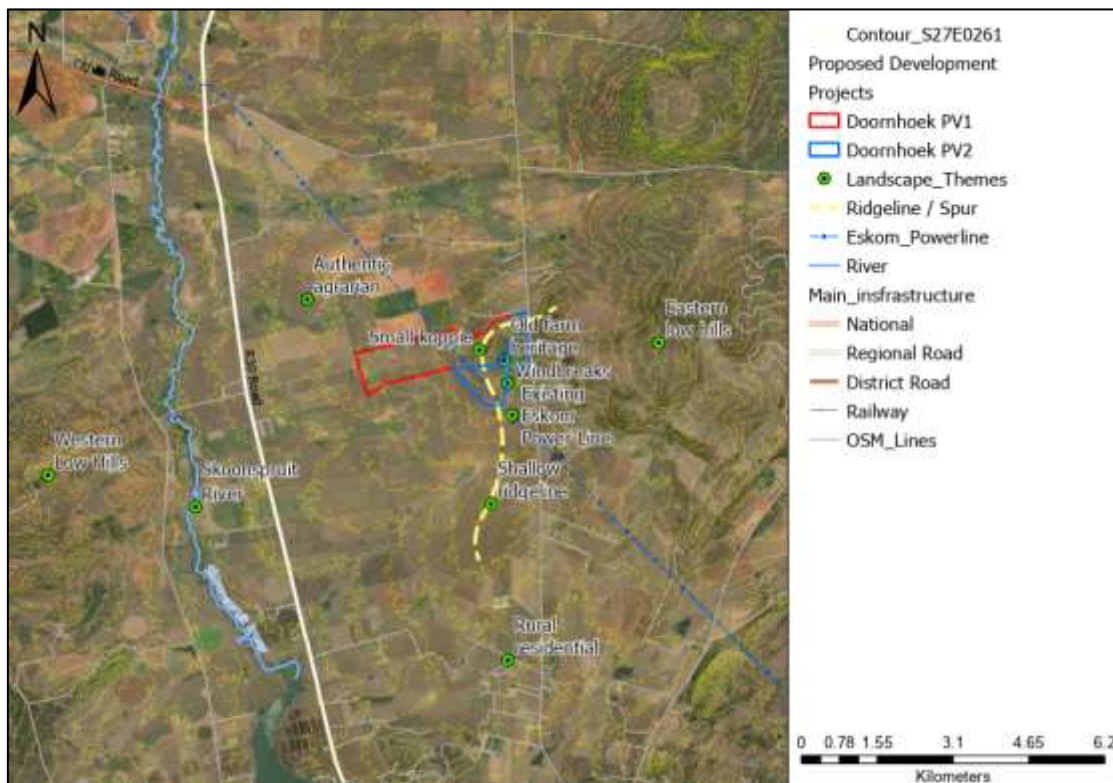 N
Road
Authentic
agrarian
Small koppie
Old farm
heritage
Windbreaks
Existing
Eskom
Power Line
Eastern
low hills
R30 Road
Western
Low Hills
Skoonspruit
River
Shallow
ridgeline
Rural
residential
Contour_S27E0261
Proposed Development
Projects
Doornhoek PV1
Doornhoek PV2
Landscape_Themes
Ridgeline / Spur
Eskom_Powerline
River
Main_insfrastructure
National
Regional Road
District Road
Railway
OSM_Lines
0 0.78 1.55 3.1 4.65 6.2
Kilometers